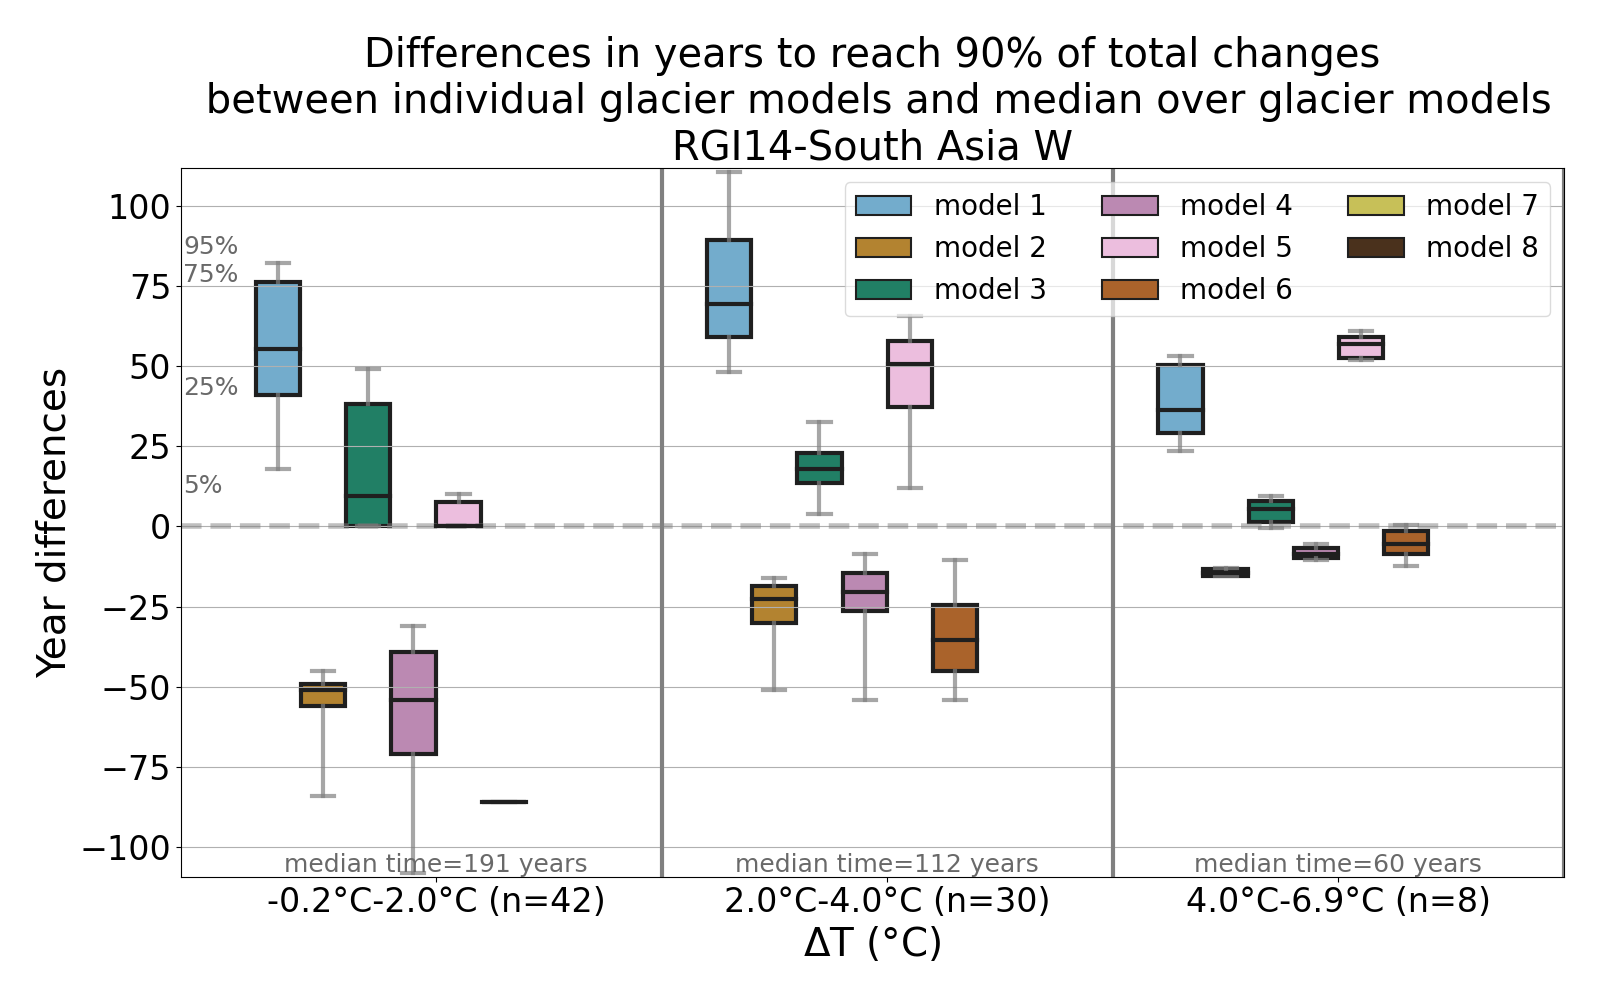 Differences in years to reach 90% of total changes
between individual glacier models and median over glacier models
RGI14-South Asia W
model 1 model 4 model 7
model 2 model 5 model 8
model 3 model 6
100
95%
75%
75
50
25%
25
5%
0
−25
−50
−75
−100
Year differences
median time=191 years median time=112 years median time=60 years
-0.2°C-2.0°C (n=42) 2.0°C-4.0°C (n=30) 4.0°C-6.9°C (n=8)
ΔT (°C)